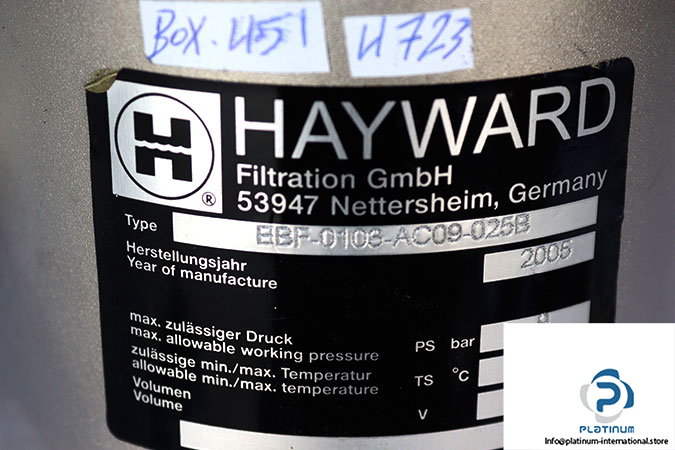 BOX. 451 4723
H ®
HAYWARD
Filtration GmbH
53947 Nettersheim, Germany
Type EBF-0106-AC09-025B
Herstellungsjahr 2005
Year of manufacture
max. zulässiger Druck
max. allowable working pressure PS bar
zulässige min./max. Temperatur
allowable min./max. temperature TS °C
Volumen
Volume V
PLATINUM
Info@platinum-international.store